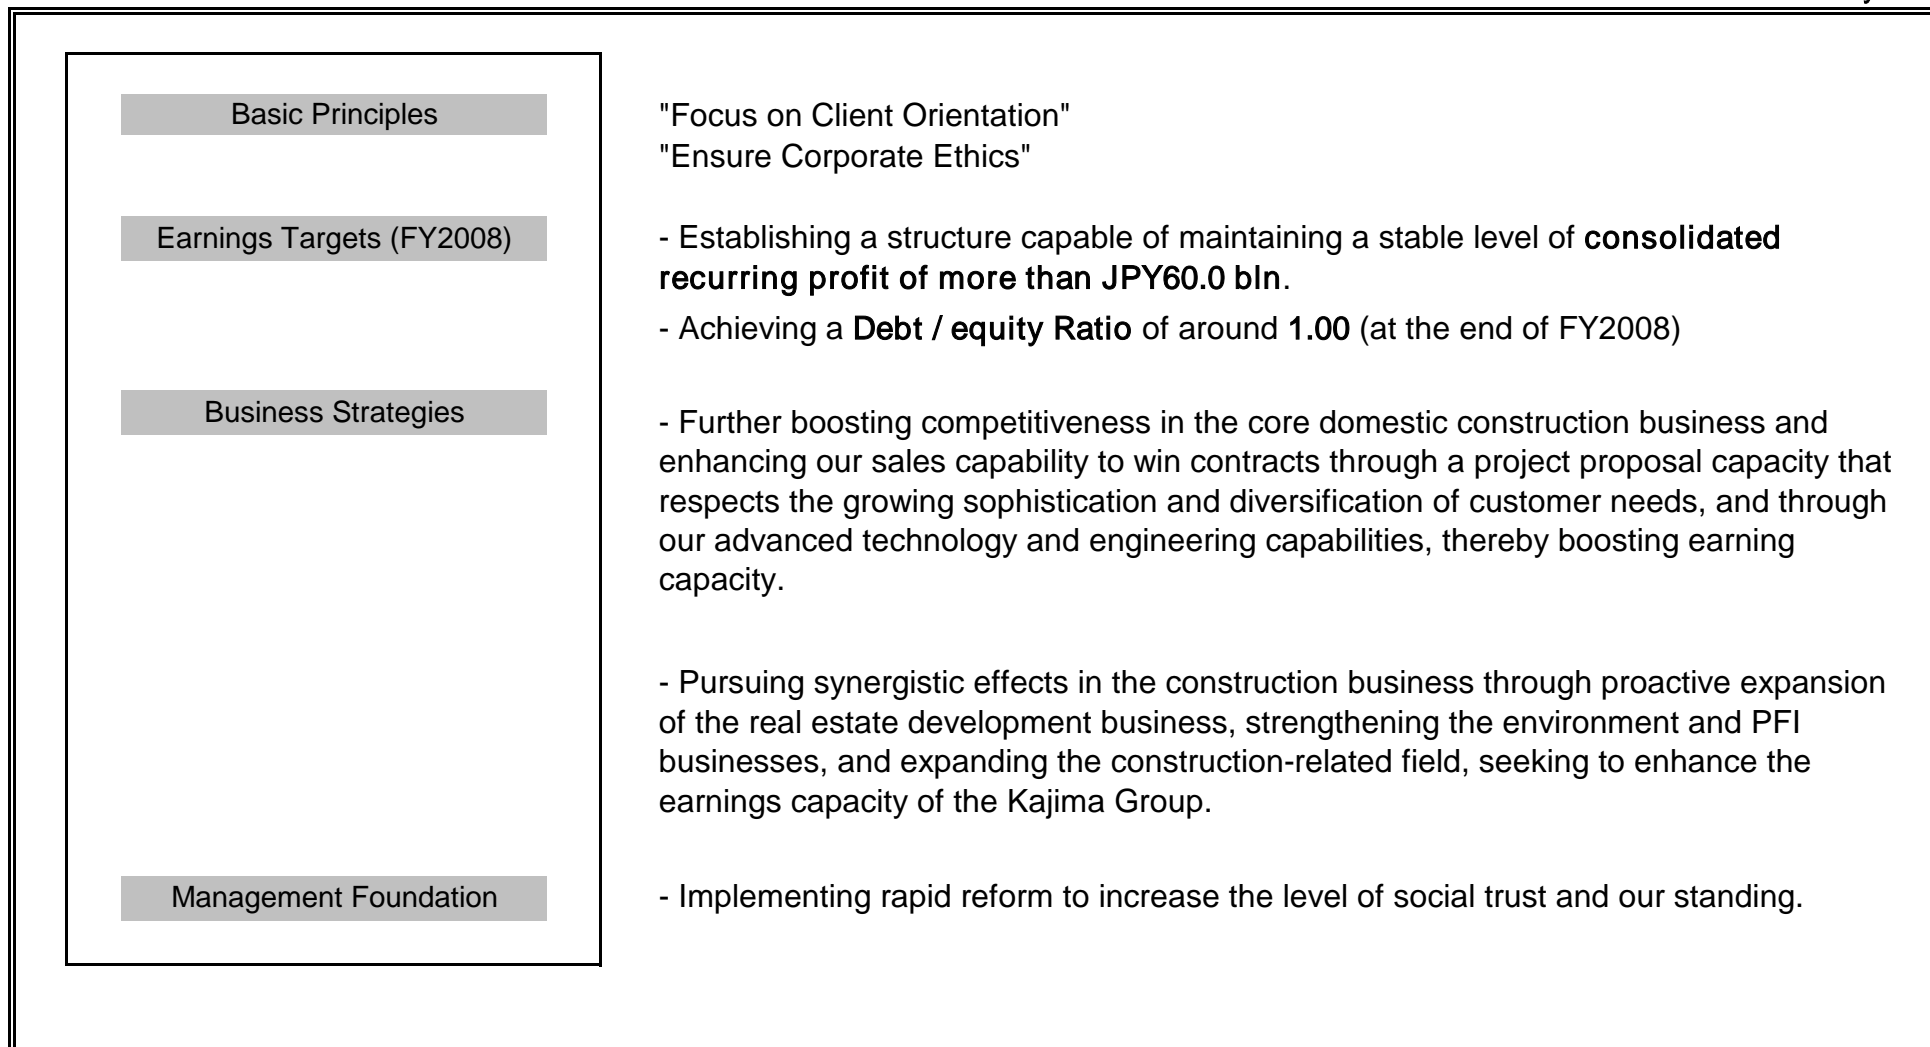 Basic Principles
"Focus on Client Orientation"
"Ensure Corporate Ethics"
Earnings Targets (FY2008)
- Establishing a structure capable of maintaining a stable level of consolidated
recurring profit of more than JPY60.0 bln.
- Achieving a Debt / equity Ratio of around 1.00 (at the end of FY2008)
Business Strategies
- Further boosting competitiveness in the core domestic construction business and
enhancing our sales capability to win contracts through a project proposal capacity that
respects the growing sophistication and diversification of customer needs, and through
our advanced technology and engineering capabilities, thereby boosting earning
capacity.
- Pursuing synergistic effects in the construction business through proactive expansion
of the real estate development business, strengthening the environment and PFI
businesses, and expanding the construction-related field, seeking to enhance the
earnings capacity of the Kajima Group.
Management Foundation
- Implementing rapid reform to increase the level of social trust and our standing.